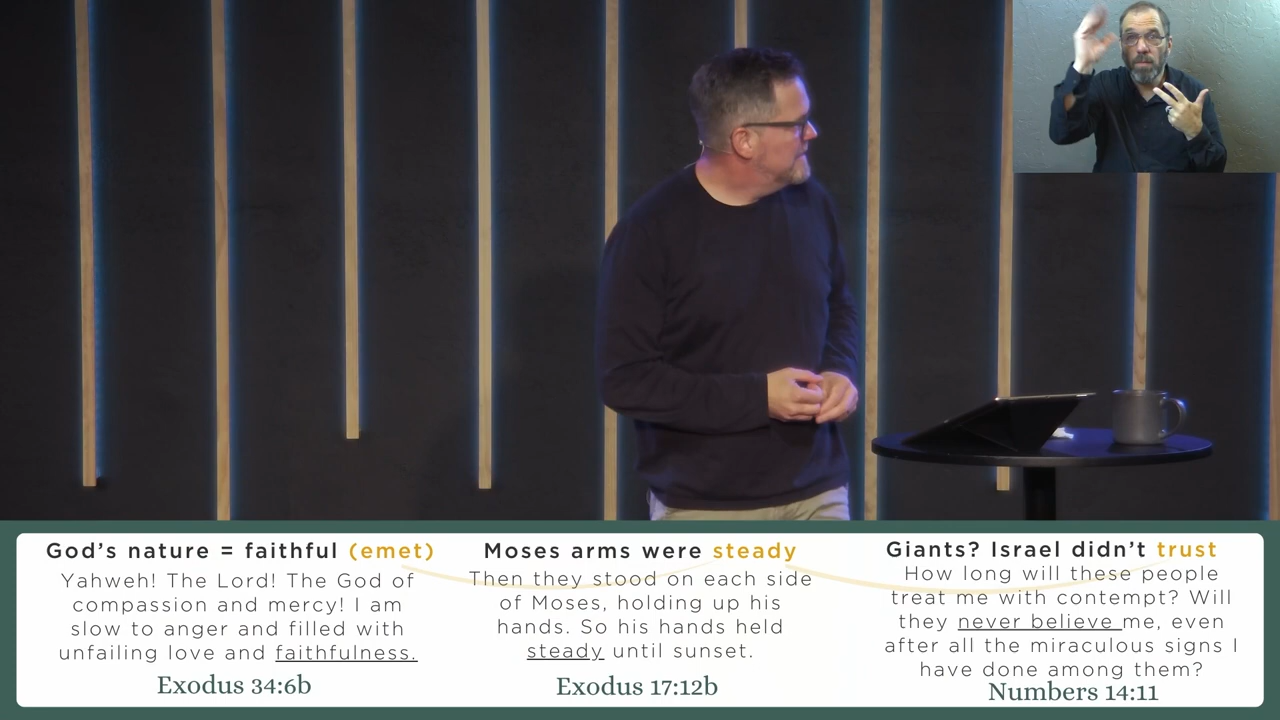 God's nature = faithful (emet)
Yahweh! The Lord! The God of
compassion and mercy! I am
slow to anger and filled with
unfailing love and faithfulness.
Exodus 34:6b
Moses arms were steady
Then they stood on each side
of Moses, holding up his
hands. So his hands held
steady until sunset.
Exodus 17:12b
Giants? Israel didn't trust
How long will these people
treat me with contempt? Will
they never believe me, even
after all the miraculous signs I
have done among them?
Numbers 14:11